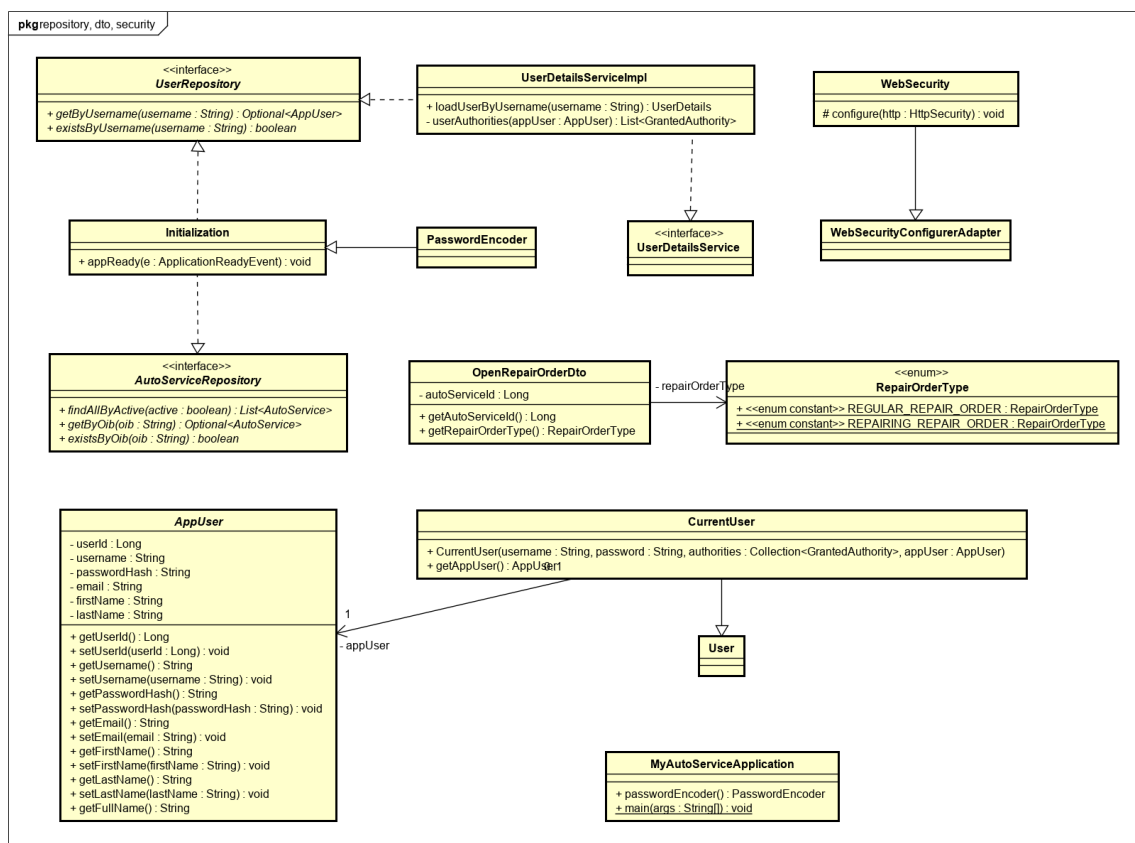 pkg repository, dto, security
<<interface>>
UserRepository
+ getByUsername(username : String) : Optional<AppUser>
+ existsByUsername(username : String) : boolean
UserDetailsServiceImpl
+ loadUserByUsername(username : String) : UserDetails
- userAuthorities(appUser : AppUser) : List<GrantedAuthority>
WebSecurity
# configure(http : HttpSecurity) : void
Initialization
+ appReady(e : ApplicationReadyEvent) : void
PasswordEncoder
<<interface>>
UserDetailsService
WebSecurityConfigurerAdapter
<<interface>>
AutoServiceRepository
+ findAllByActive(active : boolean) : List<AutoService>
+ getByOib(oib : String) : Optional<AutoService>
+ existsByOib(oib : String) : boolean
OpenRepairOrderDto
- autoServiceId : Long
+ getAutoServiceId() : Long
+ getRepairOrderType() : RepairOrderType
- repairOrderType
<<enum>>
RepairOrderType
+ <<enum constant>> REGULAR_REPAIR_ORDER : RepairOrderType
+ <<enum constant>> REPAIRING_REPAIR_ORDER : RepairOrderType
AppUser
- userId : Long
- username : String
- passwordHash : String
- email : String
- firstName : String
- lastName : String
+ getUserId() : Long
+ setUserId(userId : Long) : void
+ getUsername() : String
+ setUsername(username : String) : void
+ getPasswordHash() : String
+ setPasswordHash(passwordHash : String) : void
+ getEmail() : String
+ setEmail(email : String) : void
+ getFirstName() : String
+ setFirstName(firstName : String) : void
+ getLastName() : String
+ setLastName(lastName : String) : void
+ getFullName() : String
CurrentUser
+ CurrentUser(username : String, password : String, authorities : Collection<GrantedAuthority>, appUser : AppUser)
+ getAppUser() : AppUser
0..1
1
- appUser
User
MyAutoServiceApplication
+ passwordEncoder() : PasswordEncoder
+ main(args : String[]) : void